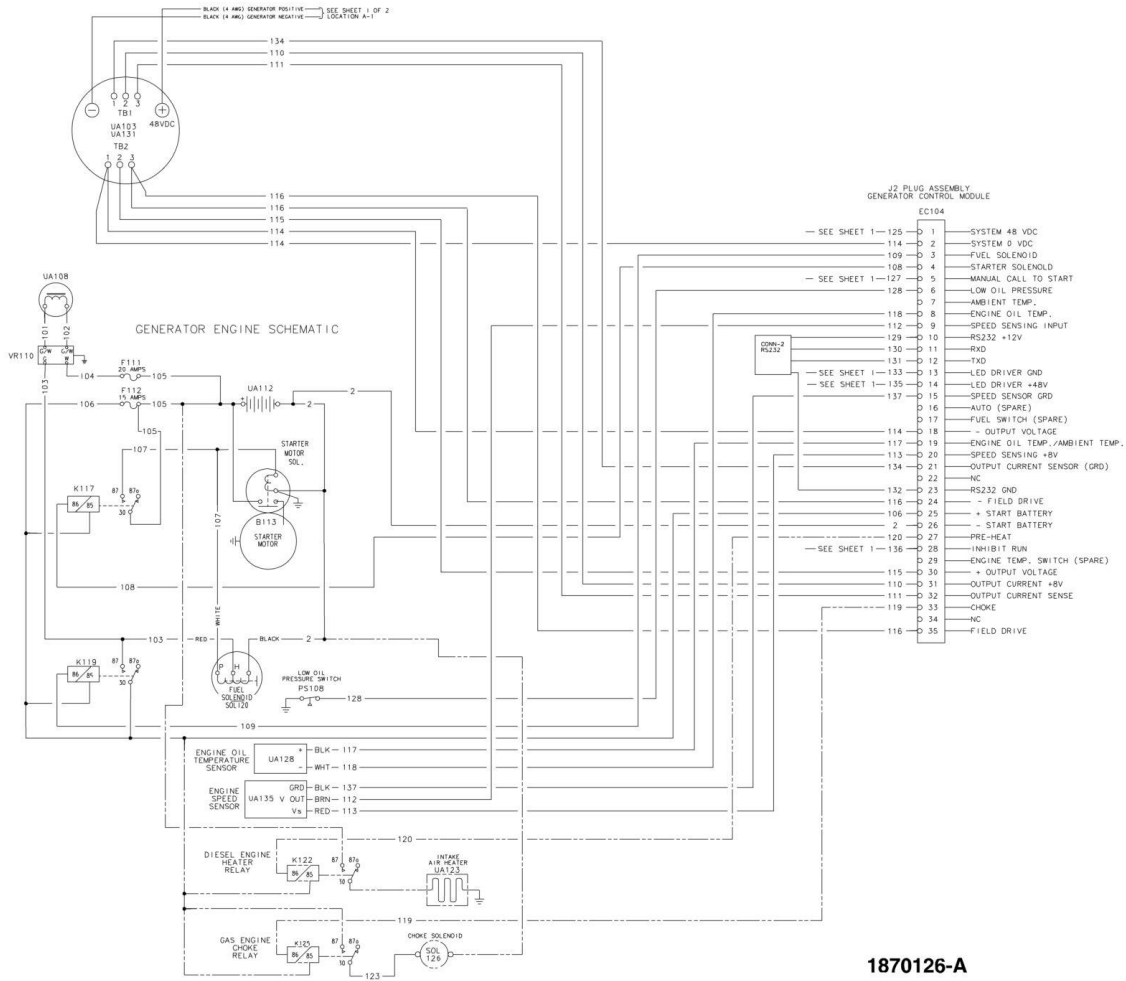 BLACK (4 AWG) GENERATOR POSITIVE
BLACK (4 AWG) GENERATOR NEGATIVE
SEE SHEET 1 OF 2
LOCATION A-1
134
110
111
1 2 3
TB1
- +
48VDC
UA103
UA131
TB2
1 2 3
116
116
115
114
114
J2 PLUG ASSEMBLY
GENERATOR CONTROL MODULE
EC104
SEE SHEET 1 125 1 SYSTEM 48 VDC
114 2 SYSTEM 0 VDC
109 3 FUEL SOLENOID
108 4 STARTER SOLENOLD
SEE SHEET 1 127 5 MANUAL CALL TO START
128 6 LOW OIL PRESSURE
7 AMBIENT TEMP.
118 8 ENGINE OIL TEMP.
112 9 SPEED SENSING INPUT
129 10 RS232 +12V
130 11 RXD
131 12 TXD
SEE SHEET 1 133 13 LED DRIVER GND
SEE SHEET 1 135 14 LED DRIVER +48V
137 15 SPEED SENSOR GRD
16 AUTO (SPARE)
17 FUEL SWITCH (SPARE)
114 18 - OUTPUT VOLTAGE
117 19 ENGINE OIL TEMP./AMBIENT TEMP.
113 20 SPEED SENSING +8V
134 21 OUTPUT CURRENT SENSOR (GRD)
22 NC
132 23 RS232 GND
116 24 - FIELD DRIVE
106 25 + START BATTERY
2 26 - START BATTERY
120 27 PRE-HEAT
SEE SHEET 1 136 28 INHIBIT RUN
29 ENGINE TEMP. SWITCH (SPARE)
115 30 + OUTPUT VOLTAGE
110 31 OUTPUT CURRENT +8V
111 32 OUTPUT CURRENT SENSE
119 33 CHOKE
34 NC
116 35 FIELD DRIVE
CONN-2
RS232
UA108
101
102
GENERATOR ENGINE SCHEMATIC
VR110
G/W G/W
103
104
F111
20 AMPS
105
106
F112
15 AMPS
105
UA112
+ -
2
2
105
107
STARTER
MOTOR
SOL.
K117
86 85
87 87a
30
107
B113
STARTER
MOTOR
108
WHITE
103
RED
BLACK
2
K119
86 85
87 87a
30
P H
FUEL
SOLENOID
SOL120
LOW OIL
PRESSURE SWITCH
PS108
128
109
ENGINE OIL
TEMPERATURE
SENSOR
UA128
+ BLK 117
- WHT 118
ENGINE
SPEED
SENSOR
UA135
GRD BLK 137
V OUT BRN 112
Vs RED 113
120
DIESEL ENGINE
HEATER
RELAY
K122
86 85
87 87a
10
INTAKE
AIR HEATER
UA123
119
GAS ENGINE
CHOKE
RELAY
K125
86 85
87 87a
10
123
CHOKE SOLENOID
SOL
126
1870126-A